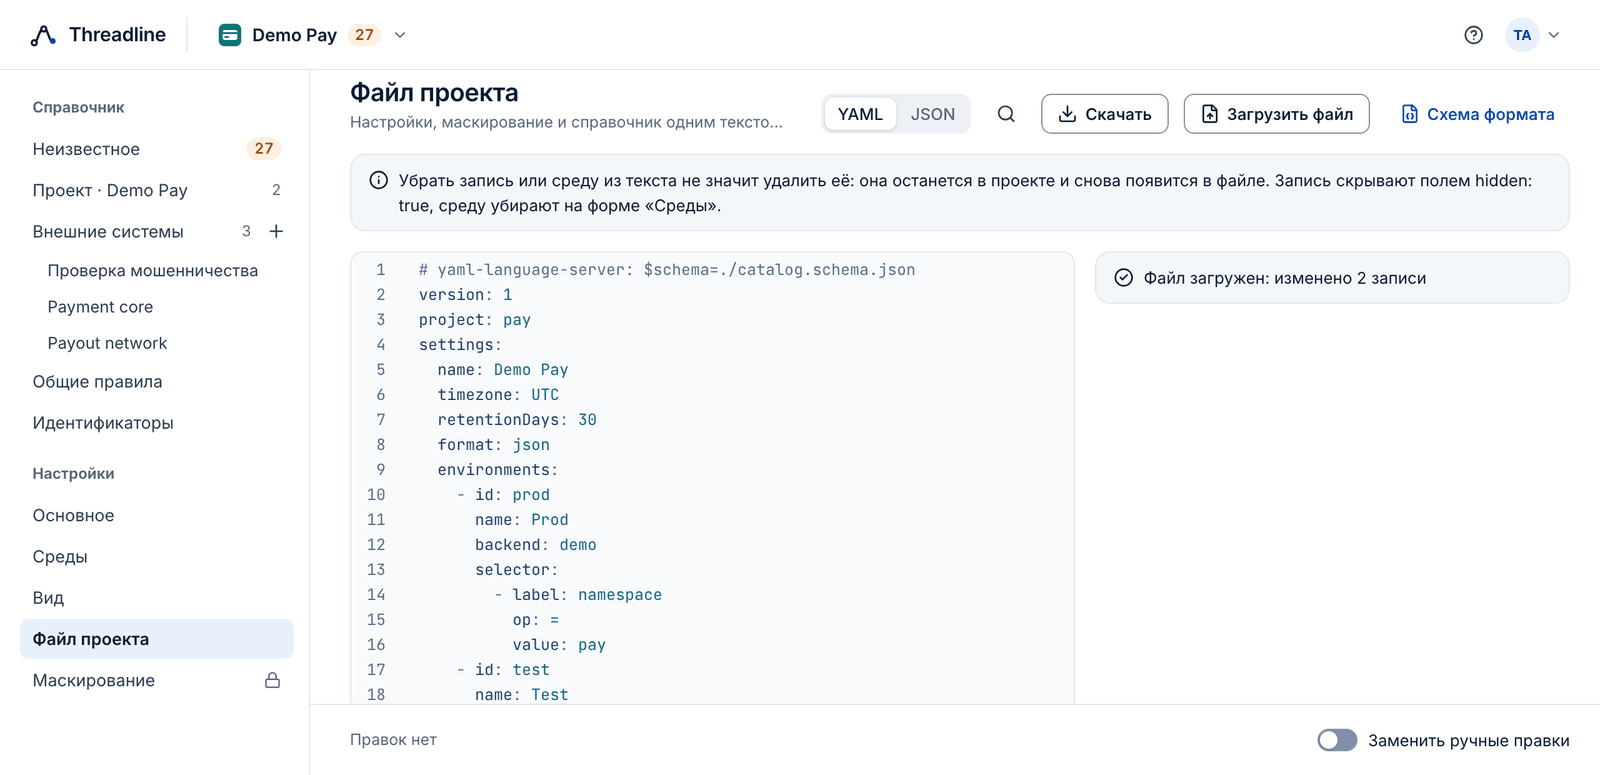 Threadline
Demo Pay 27
TA
Справочник
Неизвестное 27
Проект · Demo Pay 2
Внешние системы 3
Проверка мошенничества
Payment core
Payout network
Общие правила
Идентификаторы
Настройки
Основное
Среды
Вид
Файл проекта
Маскирование
Файл проекта
Настройки, маскирование и справочник одним тексто...
YAML JSON
Скачать
Загрузить файл
Схема формата
Убрать запись или среду из текста не значит удалить её: она останется в проекте и снова появится в файле. Запись скрывают полем hidden:
true, среду убирают на форме «Среды».
1 # yaml-language-server: $schema=./catalog.schema.json
2 version: 1
3 project: pay
4 settings:
5 name: Demo Pay
6 timezone: UTC
7 retentionDays: 30
8 format: json
9 environments:
10 - id: prod
11 name: Prod
12 backend: demo
13 selector:
14 - label: namespace
15 op: =
16 value: pay
17 - id: test
18 name: Test
Файл загружен: изменено 2 записи
Правок нет
Заменить ручные правки